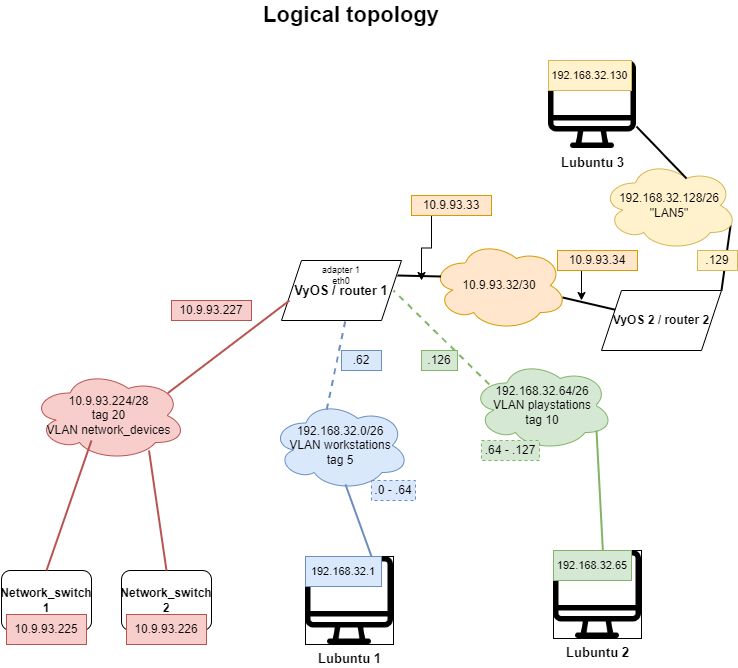 Logical topology
192.168.32.130
Lubuntu 3
192.168.32.128/26
"LAN5"
10.9.93.33
.129
10.9.93.34
adapter 1
eth0
VyOS / router 1
10.9.93.32/30
10.9.93.227
VyOS 2 / router 2
.62
.126
10.9.93.224/28
tag 20
VLAN network_devices
192.168.32.0/26
VLAN workstations
tag 5
192.168.32.64/26
VLAN playstations
tag 10
.64 - .127
.0 - .64
Network_switch
1
10.9.93.225
Network_switch
2
10.9.93.226
192.168.32.1
Lubuntu 1
192.168.32.65
Lubuntu 2